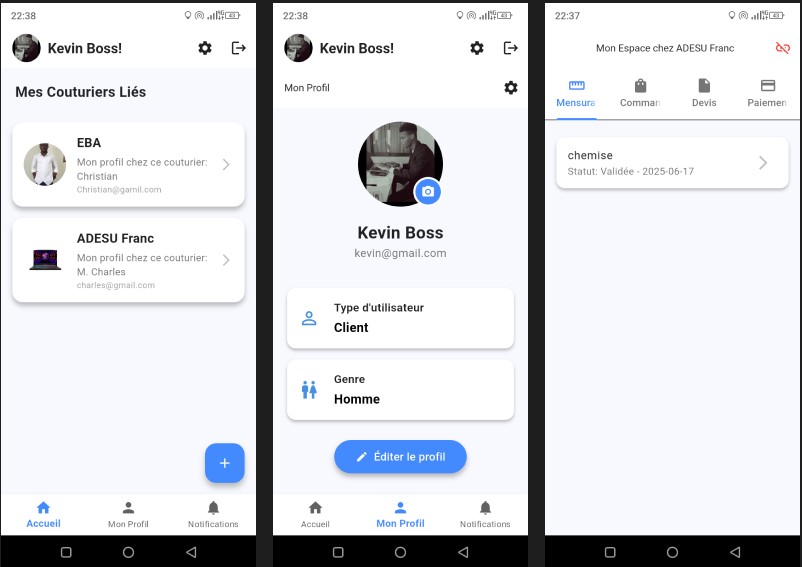 22:38
Kevin Boss!
Mes Couturiers Liés
EBA
Mon profil chez ce couturier:
Christian
Christian@gamil.com
ADESU Franc
Mon profil chez ce couturier:
M. Charles
charles@gmail.com
+
Accueil
Mon Profil
Notifications
22:38
Kevin Boss!
Mon Profil
Kevin Boss
kevin@gmail.com
Type d'utilisateur
Client
Genre
Homme
Éditer le profil
Accueil
Mon Profil
Notifications
22:37
Mon Espace chez ADESU Franc
Mensura
Comman
Devis
Paiemen
chemise
Statut: Validée - 2025-06-17